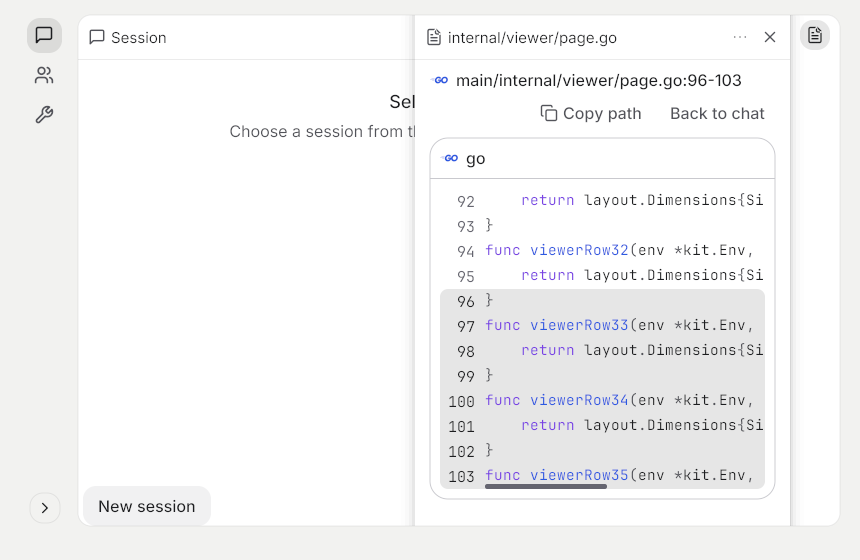 Session
Sel
Choose a session from th
New session
internal/viewer/page.go
main/internal/viewer/page.go:96-103
Copy path
Back to chat
go
92 return layout.Dimensions{Si
93 }
94 func viewerRow32(env *kit.Env,
95 return layout.Dimensions{Si
96 }
97 func viewerRow33(env *kit.Env,
98 return layout.Dimensions{Si
99 }
100 func viewerRow34(env *kit.Env,
101 return layout.Dimensions{Si
102 }
103 func viewerRow35(env *kit.Env,